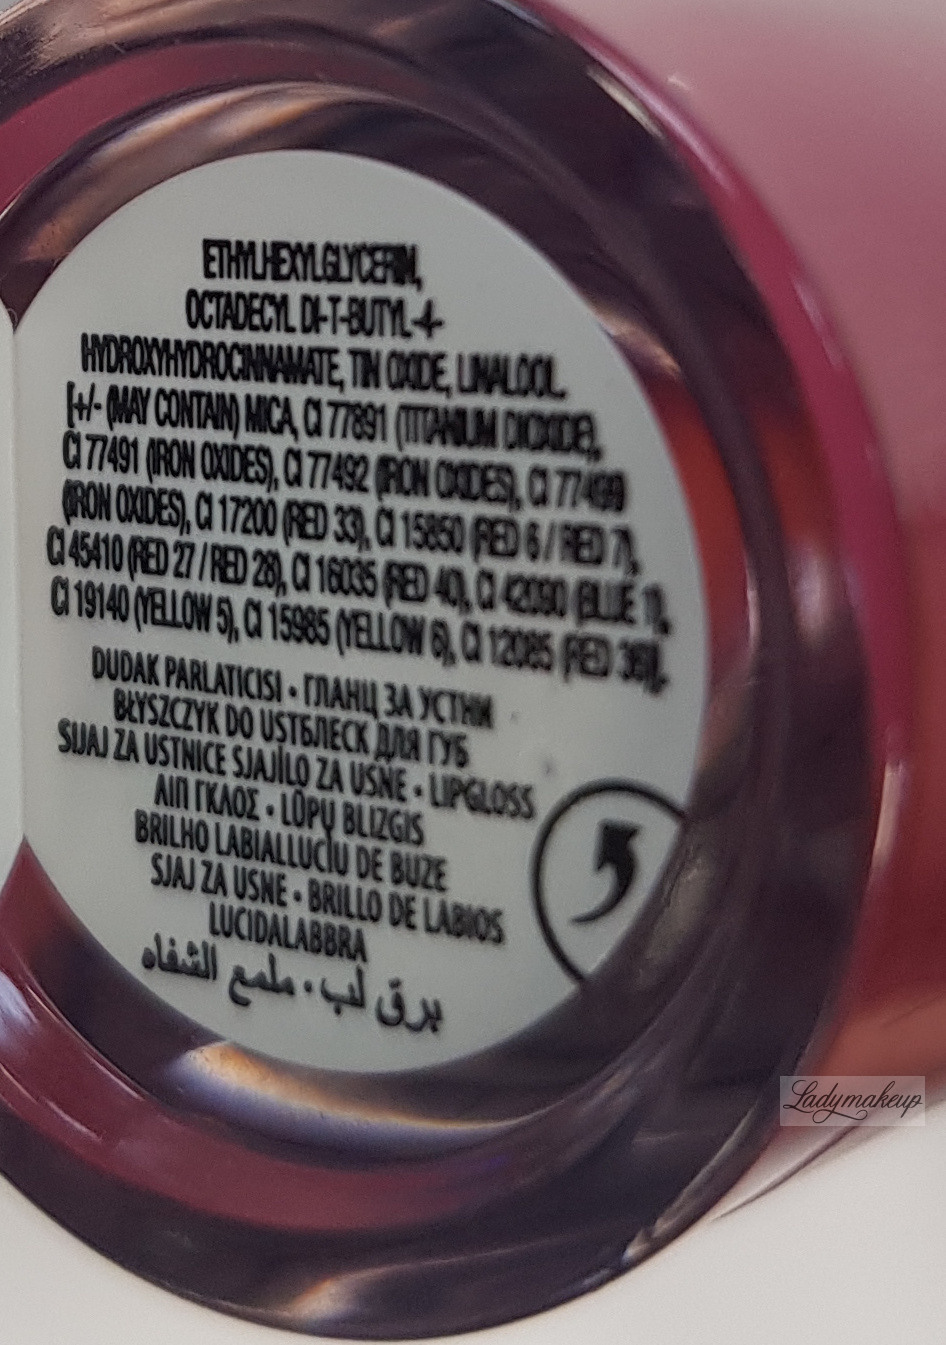 ETHYLHEXYLGLYCERIN,
OCTADECYL DI-T-BUTYL-4-
HYDROXYHYDROCINNAMATE, TIN OXIDE, LINALOOL.
[+/- (MAY CONTAIN) MICA, CI 77891 (TITANIUM DIOXIDE),
CI 77491 (IRON OXIDES), CI 77492 (IRON OXIDES), CI 77499
(IRON OXIDES), CI 17200 (RED 33), CI 15850 (RED 6 / RED 7),
CI 45410 (RED 27 / RED 28), CI 16035 (RED 40), CI 42090 (BLUE 1),
CI 19140 (YELLOW 5), CI 15985 (YELLOW 6), CI 12085 (RED 36)].
DUDAK PARLATICISI • ГЛАНЦ ЗА УСТНИ
BŁYSZCZYK DO USTБЛЕСК ДЛЯ ГУБ
SIJAJ ZA USTNICE SJAJILO ZA USNE • LIPGLOSS
ΛΙΠ ΓΚΛΟΣ • LŪPŲ BLIZGIS
BRILHO LABIALLUCIU DE BUZE
SJAJ ZA USNE • BRILLO DE LABIOS
LUCIDALABBRA
برق لب • ملمع الشفاه
Ladymakeup